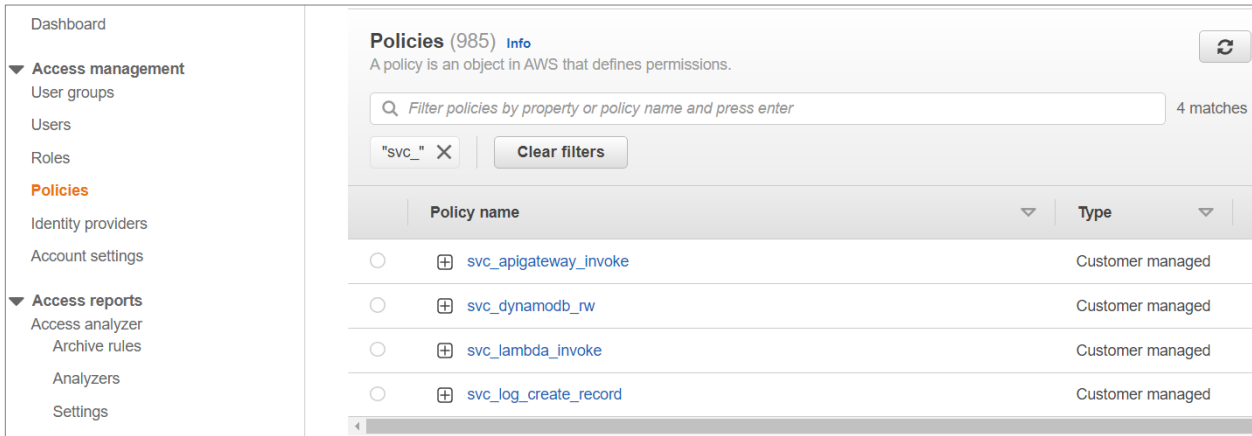 Dashboard
Access management
User groups
Users
Roles
Policies
Identity providers
Account settings
Access reports
Access analyzer
Archive rules
Analyzers
Settings
Policies (985) Info
A policy is an object in AWS that defines permissions.
Filter policies by property or policy name and press enter
4 matches
"svc_"
Clear filters
Policy name Type
svc_apigateway_invoke Customer managed
svc_dynamodb_rw Customer managed
svc_lambda_invoke Customer managed
svc_log_create_record Customer managed